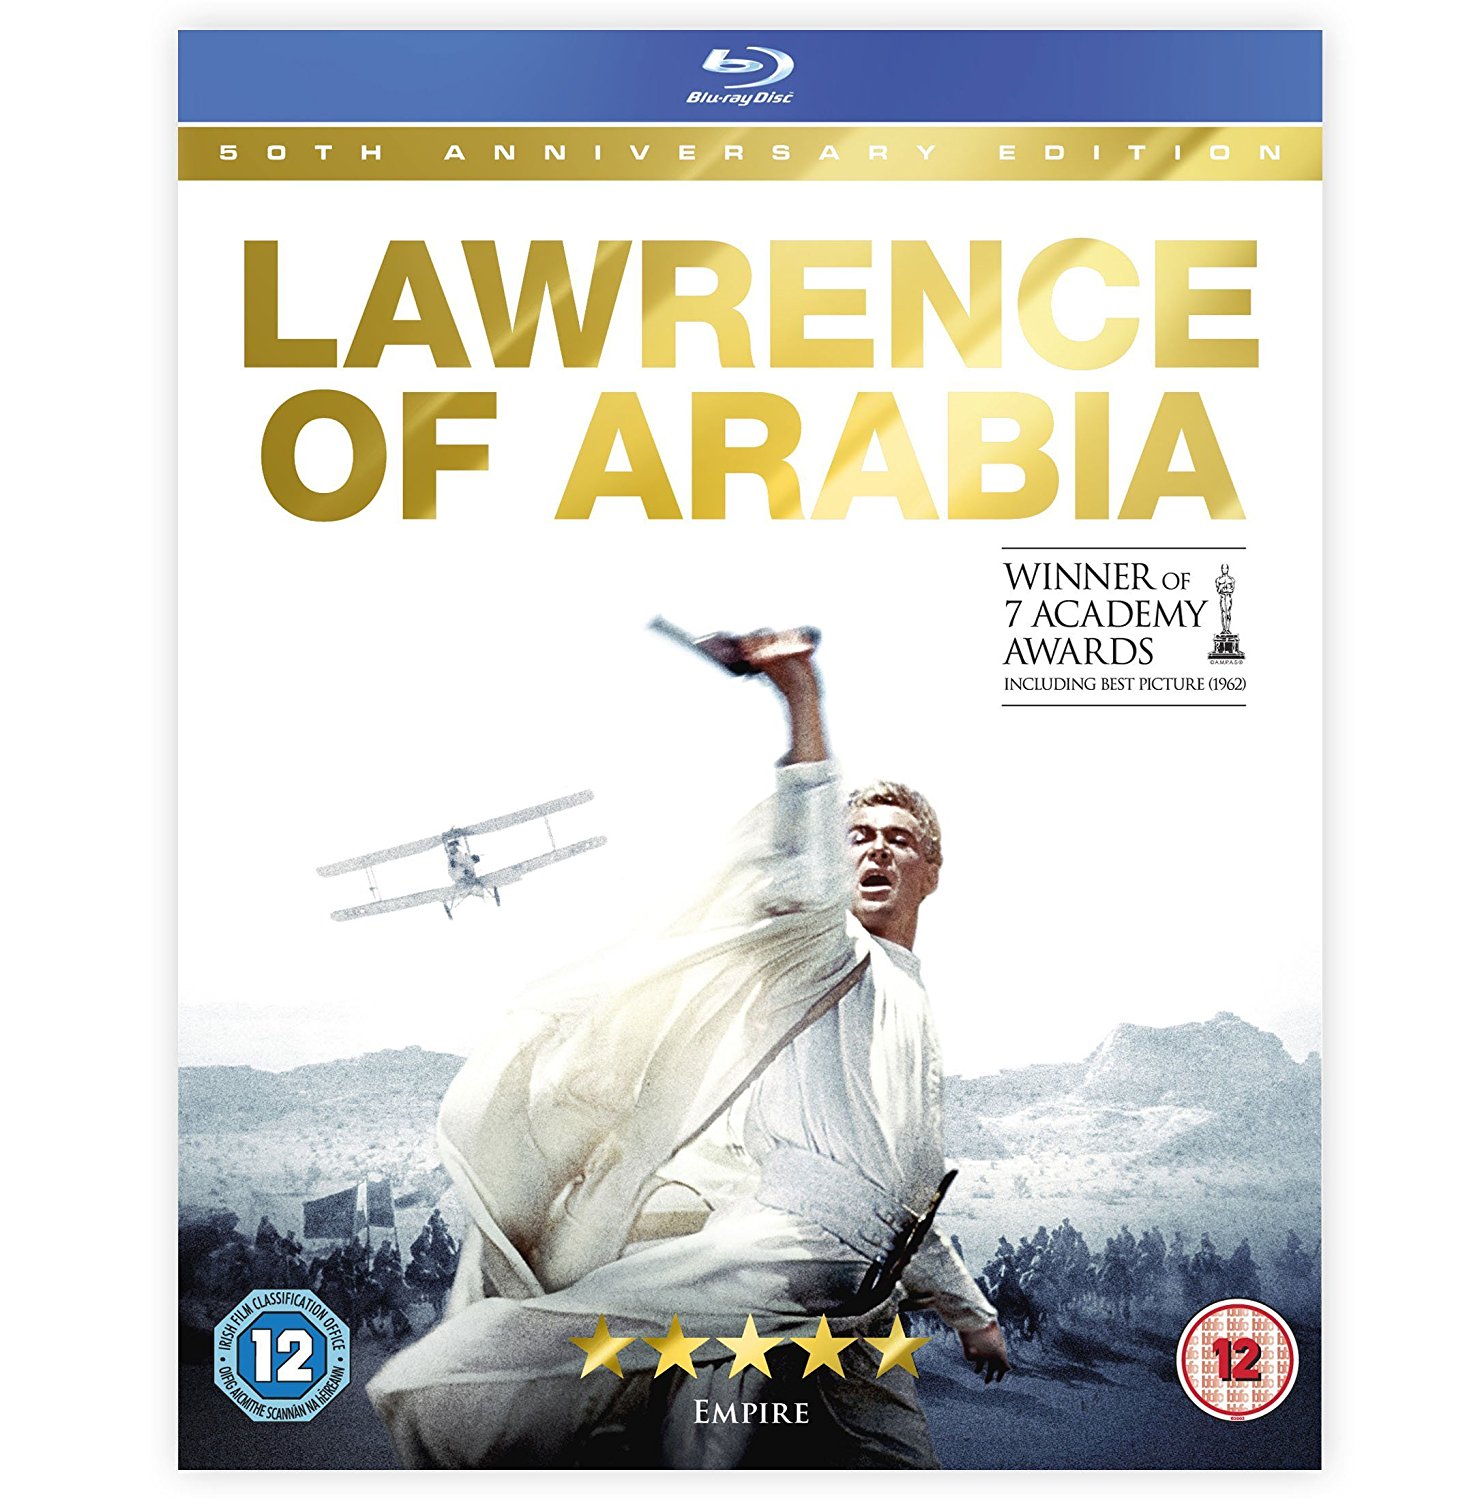 Blu-ray Disc
50TH ANNIVERSARY EDITION
LAWRENCE
OF ARABIA
WINNER OF
7 ACADEMY
AWARDS
©A.M.P.A.S.®
INCLUDING BEST PICTURE (1962)
IRISH FILM CLASSIFICATION OFFICE
12
OIFIG AICMITHE SCANNÁN NA hÉIREANN
12
EMPIRE